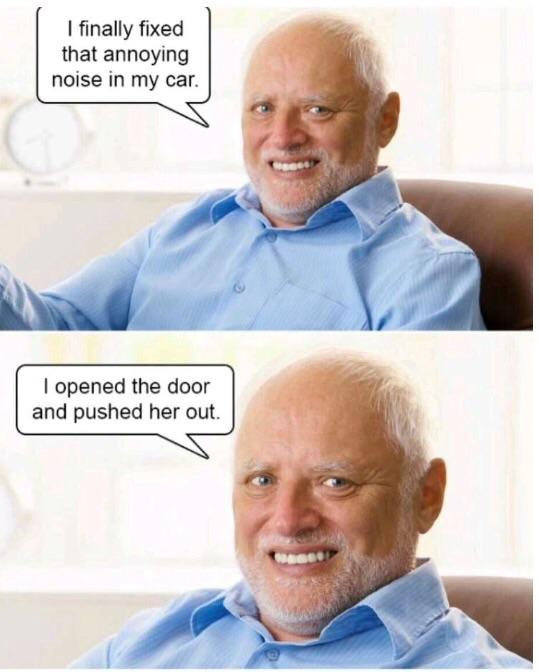 I finally fixed
that annoying
noise in my car.
I opened the door
and pushed her out.